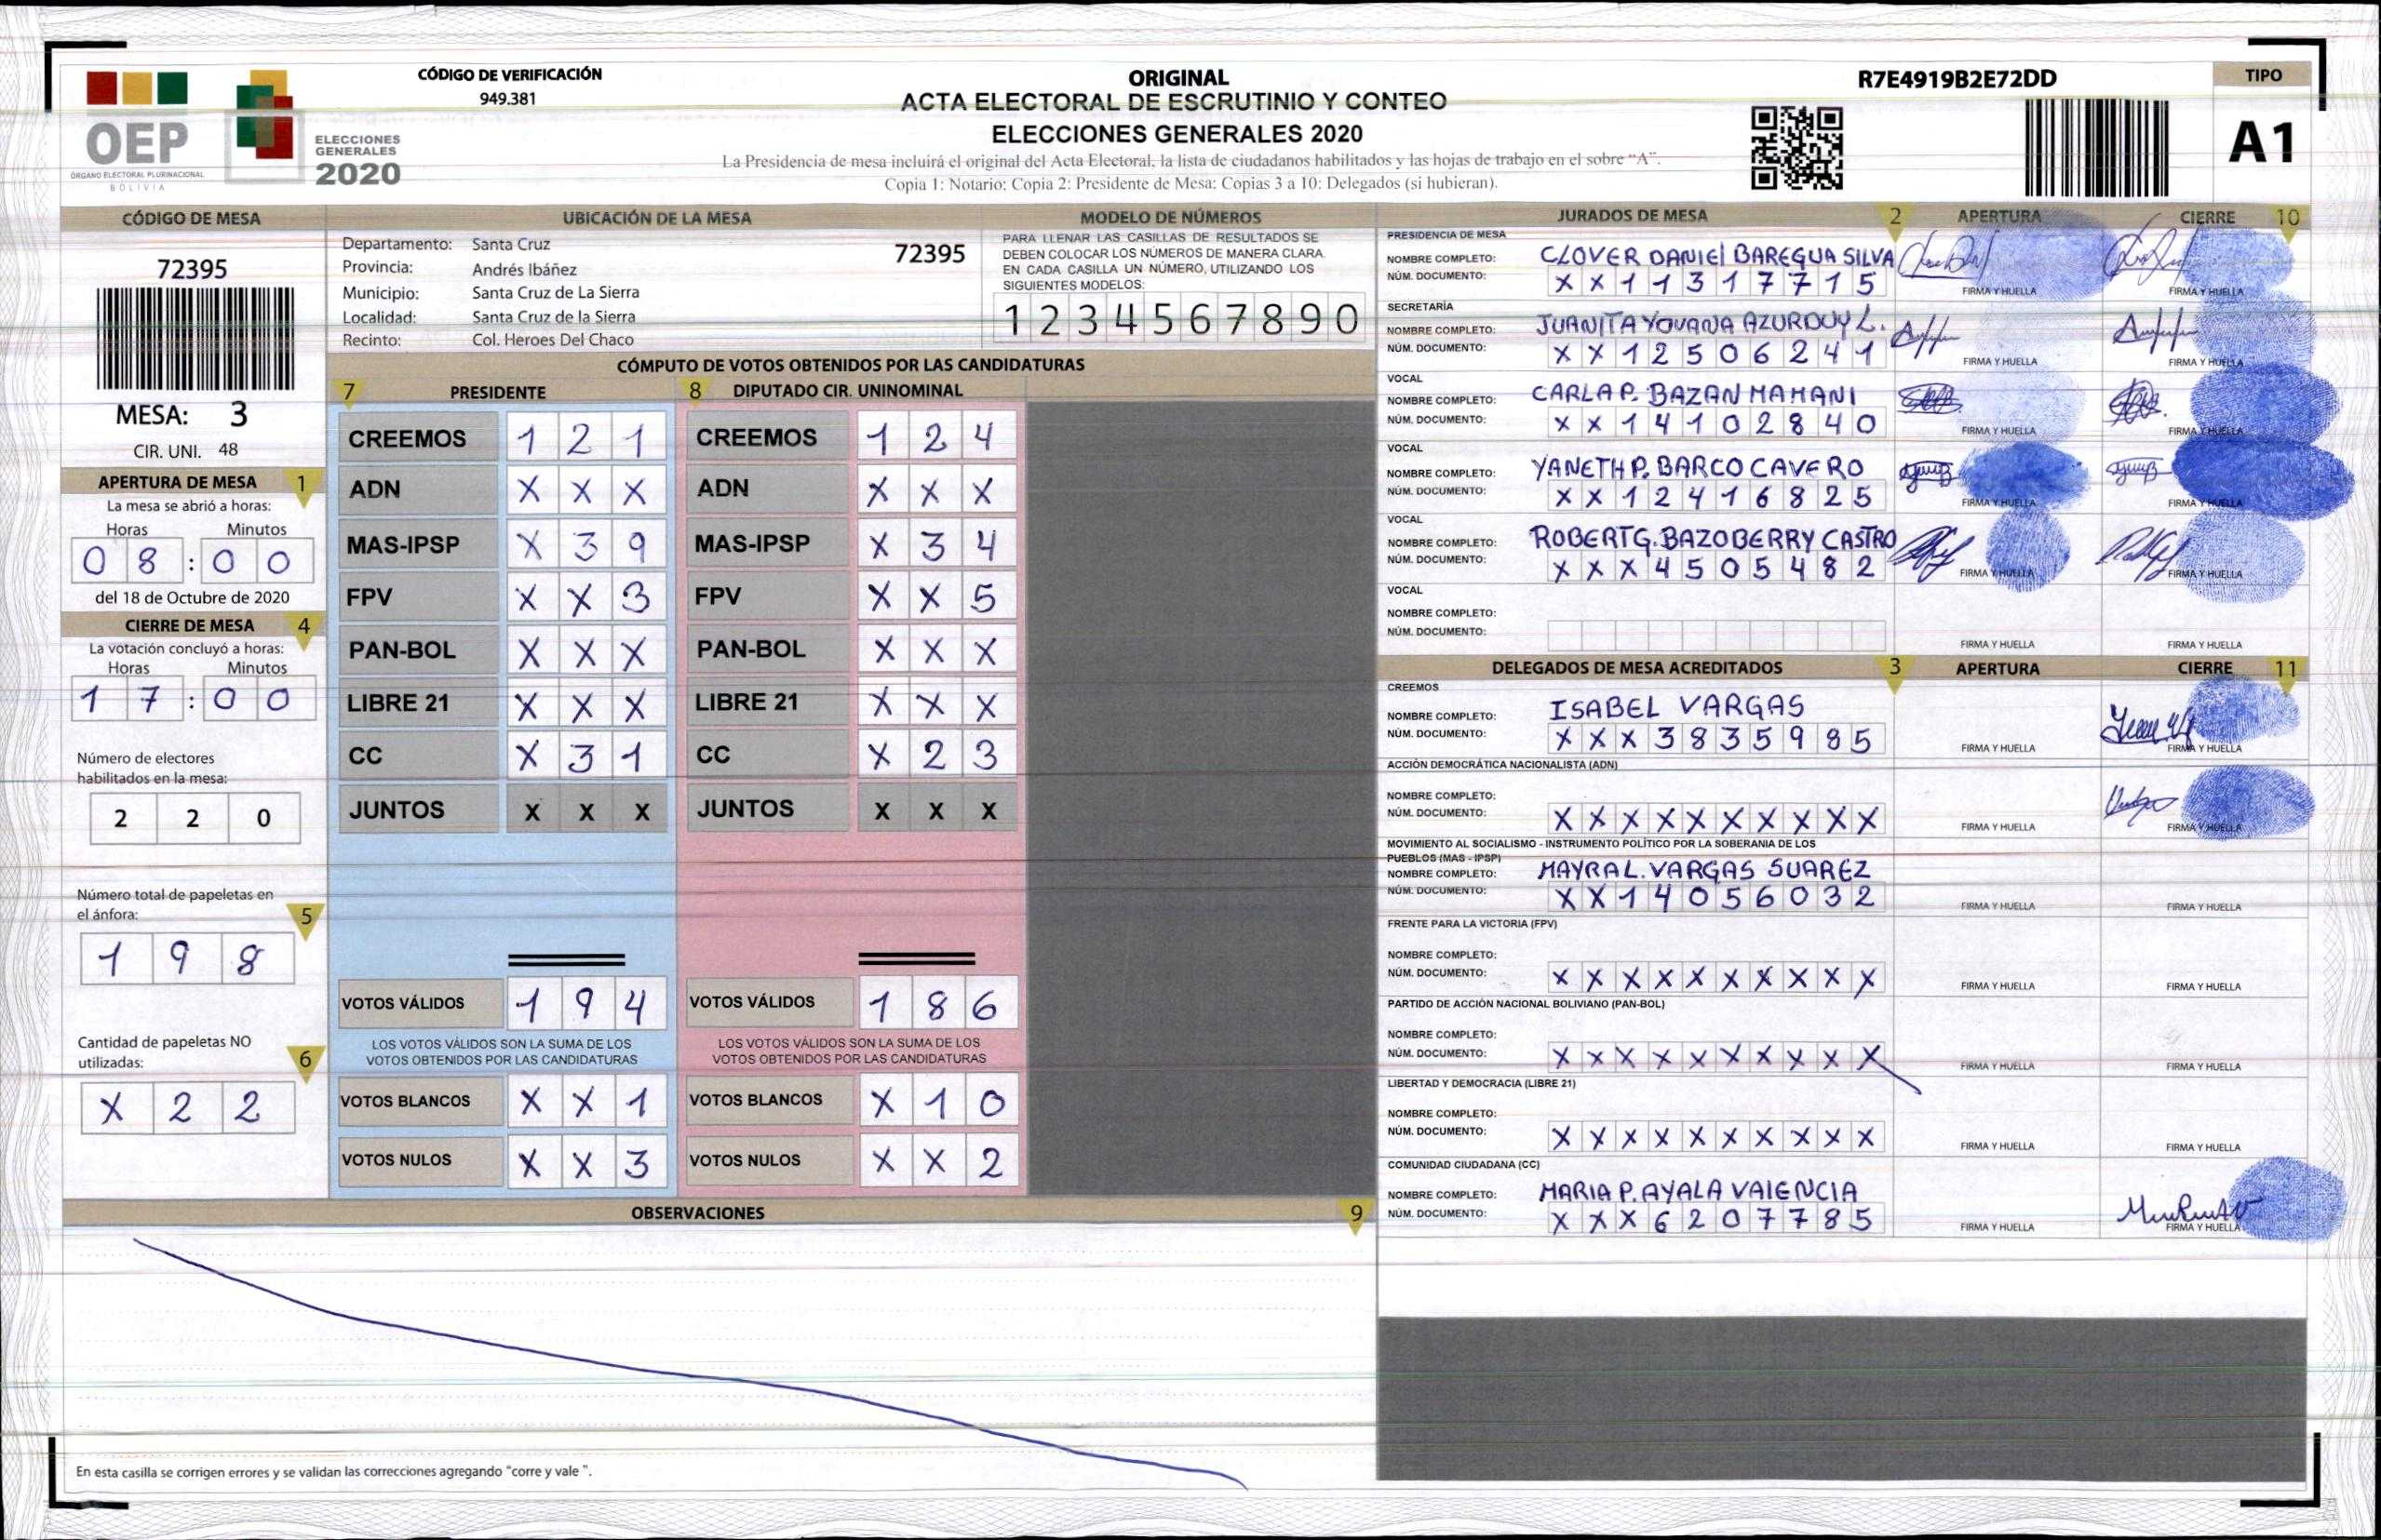 OEP
ÓRGANO ELECTORAL PLURINACIONAL
BOLIVIA
ELECCIONES
GENERALES
2020
CÓDIGO DE VERIFICACIÓN
949.381
ORIGINAL
ACTA ELECTORAL DE ESCRUTINIO Y CONTEO
ELECCIONES GENERALES 2020
La Presidencia de mesa incluirá el original del Acta Electoral, la lista de ciudadanos habilitados y las hojas de trabajo en el sobre “A”.
Copia 1: Notario: Copia 2: Presidente de Mesa: Copias 3 a 10: Delegados (si hubieran).
R7E4919B2E72DD
TIPO
A1
CÓDIGO DE MESA
72395
MESA: 3
CIR. UNI. 48
APERTURA DE MESA 1
La mesa se abrió a horas:
Horas Minutos
0 8 : 0 0
del 18 de Octubre de 2020
CIERRE DE MESA 4
La votación concluyó a horas:
Horas Minutos
1 7 : 0 0
Número de electores
habilitados en la mesa:
2 2 0
Número total de papeletas en
el ánfora: 5
1 9 8
Cantidad de papeletas NO
utilizadas: 6
X 2 2
UBICACIÓN DE LA MESA
Departamento: Santa Cruz
72395
Provincia: Andrés Ibáñez
Municipio: Santa Cruz de La Sierra
Localidad: Santa Cruz de la Sierra
Recinto: Col. Heroes Del Chaco
MODELO DE NÚMEROS
PARA LLENAR LAS CASILLAS DE RESULTADOS SE
DEBEN COLOCAR LOS NÚMEROS DE MANERA CLARA.
EN CADA CASILLA UN NÚMERO, UTILIZANDO LOS
SIGUIENTES MODELOS:
1 2 3 4 5 6 7 8 9 0
CÓMPUTO DE VOTOS OBTENIDOS POR LAS CANDIDATURAS
7 PRESIDENTE 8 DIPUTADO CIR. UNINOMINAL
CREEMOS 1 2 1 CREEMOS 1 2 4
ADN X X X ADN X X X
MAS-IPSP X 3 9 MAS-IPSP X 3 4
FPV X X 3 FPV X X 5
PAN-BOL X X X PAN-BOL X X X
LIBRE 21 X X X LIBRE 21 X X X
CC X 3 1 CC X 2 3
JUNTOS X X X JUNTOS X X X
VOTOS VÁLIDOS 1 9 4 VOTOS VÁLIDOS 1 8 6
LOS VOTOS VÁLIDOS SON LA SUMA DE LOS LOS VOTOS VÁLIDOS SON LA SUMA DE LOS
VOTOS OBTENIDOS POR LAS CANDIDATURAS VOTOS OBTENIDOS POR LAS CANDIDATURAS
VOTOS BLANCOS X X 1 VOTOS BLANCOS X 1 0
VOTOS NULOS X X 3 VOTOS NULOS X X 2
OBSERVACIONES 9
En esta casilla se corrigen errores y se validan las correcciones agregando “corre y vale ”.
JURADOS DE MESA 2 APERTURA CIERRE 10
PRESIDENCIA DE MESA
NOMBRE COMPLETO: CLOVER DANIEL BAREGUA SILVA
NÚM. DOCUMENTO: X X 1 1 3 1 7 7 1 5
FIRMA Y HUELLA FIRMA Y HUELLA
SECRETARÍA
NOMBRE COMPLETO: JUANITA YOVANA AZURDUY L.
NÚM. DOCUMENTO: X X 1 2 5 0 6 2 4 1
FIRMA Y HUELLA FIRMA Y HUELLA
VOCAL
NOMBRE COMPLETO: CARLA P. BAZAN MAMANI
NÚM. DOCUMENTO: X X 1 4 1 0 2 8 4 0
FIRMA Y HUELLA FIRMA Y HUELLA
VOCAL
NOMBRE COMPLETO: YANETH P. BARCO CAVERO
NÚM. DOCUMENTO: X X 1 2 4 1 6 8 2 5
FIRMA Y HUELLA FIRMA Y HUELLA
VOCAL
NOMBRE COMPLETO: ROBERT G. BAZOBERRY CASTRO
NÚM. DOCUMENTO: X X X 4 5 0 5 4 8 2
FIRMA Y HUELLA FIRMA Y HUELLA
VOCAL
NOMBRE COMPLETO:
NÚM. DOCUMENTO:
FIRMA Y HUELLA FIRMA Y HUELLA
DELEGADOS DE MESA ACREDITADOS 3 APERTURA CIERRE 11
CREEMOS
NOMBRE COMPLETO: ISABEL VARGAS
NÚM. DOCUMENTO: X X X 3 8 3 5 9 8 5
FIRMA Y HUELLA FIRMA Y HUELLA
ACCIÓN DEMOCRÁTICA NACIONALISTA (ADN)
NOMBRE COMPLETO:
NÚM. DOCUMENTO: X X X X X X X X X X
FIRMA Y HUELLA FIRMA Y HUELLA
MOVIMIENTO AL SOCIALISMO - INSTRUMENTO POLÍTICO POR LA SOBERANIA DE LOS
PUEBLOS (MAS - IPSP)
NOMBRE COMPLETO: MAYRA L. VARGAS SUAREZ
NÚM. DOCUMENTO: X X 1 4 0 5 6 0 3 2
FIRMA Y HUELLA FIRMA Y HUELLA
FRENTE PARA LA VICTORIA (FPV)
NOMBRE COMPLETO:
NÚM. DOCUMENTO: X X X X X X X X X X
FIRMA Y HUELLA FIRMA Y HUELLA
PARTIDO DE ACCIÓN NACIONAL BOLIVIANO (PAN-BOL)
NOMBRE COMPLETO:
NÚM. DOCUMENTO: X X X X X X X X X X
FIRMA Y HUELLA FIRMA Y HUELLA
LIBERTAD Y DEMOCRACIA (LIBRE 21)
NOMBRE COMPLETO:
NÚM. DOCUMENTO: X X X X X X X X X X
FIRMA Y HUELLA FIRMA Y HUELLA
COMUNIDAD CIUDADANA (CC)
NOMBRE COMPLETO: MARIA P. AYALA VALENCIA
NÚM. DOCUMENTO: X X X 6 2 0 7 7 8 5
FIRMA Y HUELLA FIRMA Y HUELLA